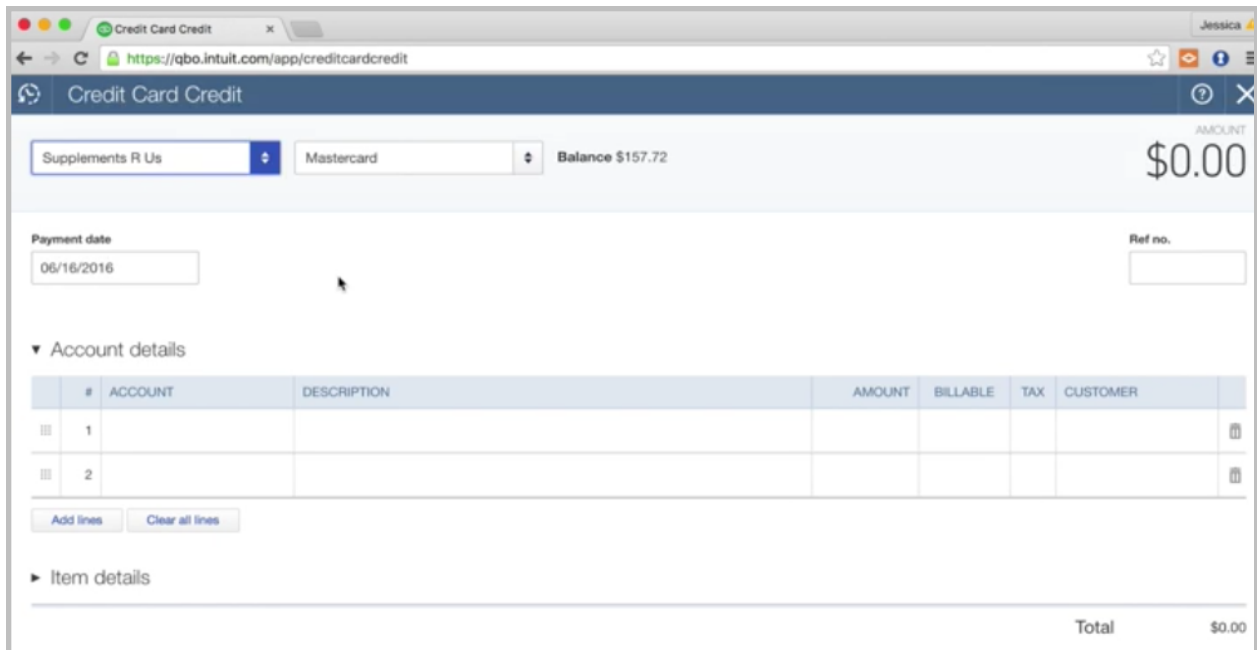 Credit Card Credit
Jessica
https://qbo.intuit.com/app/creditcardcredit
Credit Card Credit
AMOUNT
Supplements R Us Mastercard Balance $157.72 $0.00
Payment date Ref no.
06/16/2016
Account details
# ACCOUNT DESCRIPTION AMOUNT BILLABLE TAX CUSTOMER
1
2
Add lines Clear all lines
Item details
Total $0.00